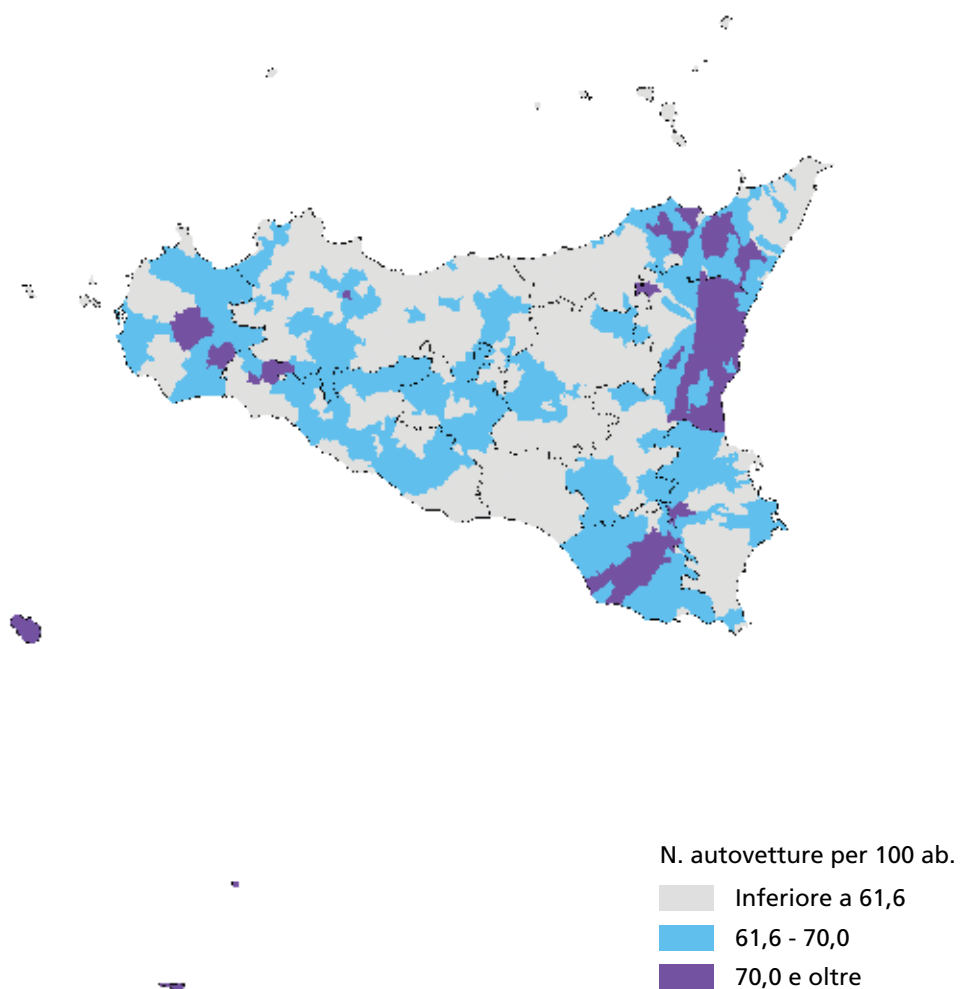 N. autovetture per 100 ab.
Inferiore a 61,6
61,6 - 70,0
70,0 e oltre